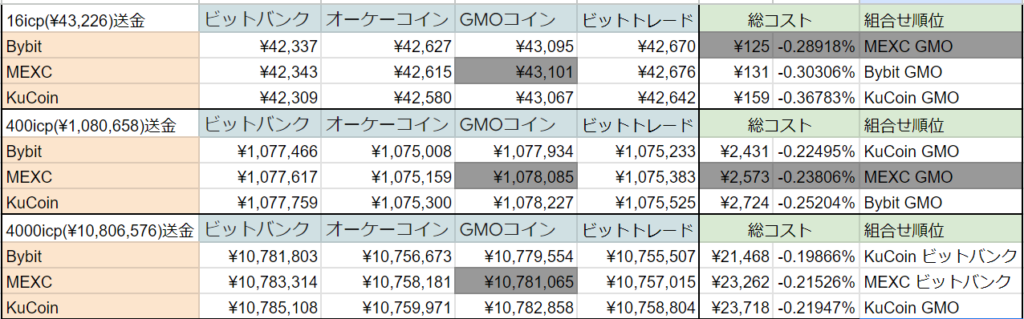 16icp(¥43,226)送金 ビットバンク オーケーコイン GMOコイン ビットトレード 総コスト 組合せ順位
Bybit ¥42,337 ¥42,627 ¥43,095 ¥42,670 ¥125 -0.28918% MEXC GMO
MEXC ¥42,343 ¥42,615 ¥43,101 ¥42,676 ¥131 -0.30306% Bybit GMO
KuCoin ¥42,309 ¥42,580 ¥43,067 ¥42,642 ¥159 -0.36783% KuCoin GMO
400icp(¥1,080,658)送金 ビットバンク オーケーコイン GMOコイン ビットトレード 総コスト 組合せ順位
Bybit ¥1,077,466 ¥1,075,008 ¥1,077,934 ¥1,075,233 ¥2,431 -0.22495% KuCoin GMO
MEXC ¥1,077,617 ¥1,075,159 ¥1,078,085 ¥1,075,383 ¥2,573 -0.23806% MEXC GMO
KuCoin ¥1,077,759 ¥1,075,300 ¥1,078,227 ¥1,075,525 ¥2,724 -0.25204% Bybit GMO
4000icp(¥10,806,576)送金 ビットバンク オーケーコイン GMOコイン ビットトレード 総コスト 組合せ順位
Bybit ¥10,781,803 ¥10,756,673 ¥10,779,554 ¥10,755,507 ¥21,468 -0.19866% KuCoin ビットバンク
MEXC ¥10,783,314 ¥10,758,181 ¥10,781,065 ¥10,757,015 ¥23,262 -0.21526% MEXC ビットバンク
KuCoin ¥10,785,108 ¥10,759,971 ¥10,782,858 ¥10,758,804 ¥23,718 -0.21947% KuCoin GMO